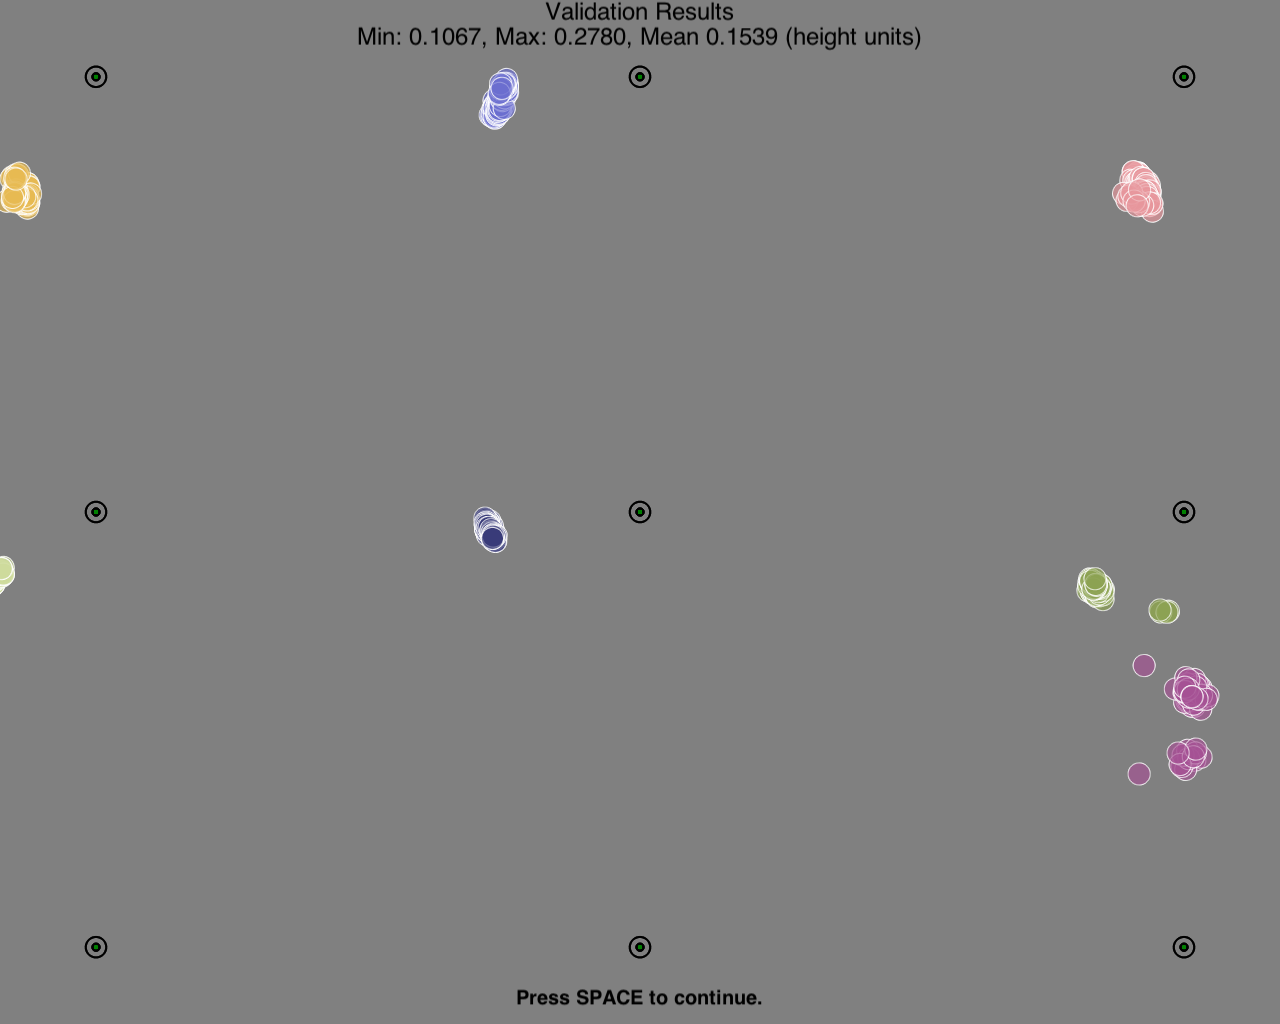 Validation Results
Min: 0.1067, Max: 0.2780, Mean 0.1539 (height units)
Press SPACE to continue.